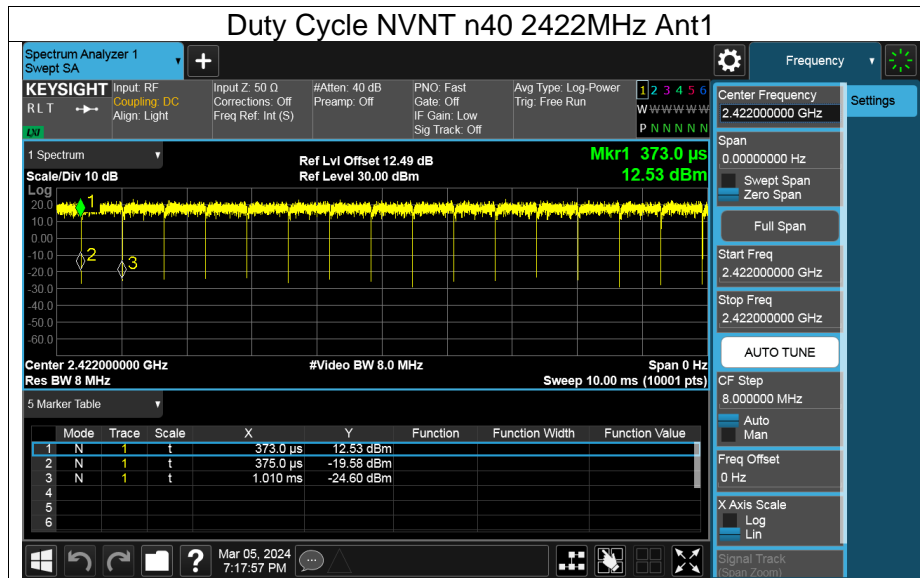 Duty Cycle NVNT n40 2422MHz Ant1
Spectrum Analyzer 1
Swept SA
+
Frequency
KEYSIGHT
RLT
LXI
Input: RF
Coupling: DC
Align: Light
Input Z: 50 Ω
Corrections: Off
Freq Ref: Int (S)
#Atten: 40 dB
Preamp: Off
PNO: Fast
Gate: Off
IF Gain: Low
Sig Track: Off
Avg Type: Log-Power
Trig: Free Run
1 2 3 4 5 6
W W W W W W
P N N N N N
1 Spectrum
Scale/Div 10 dB
Ref Lvl Offset 12.49 dB
Ref Level 30.00 dBm
Mkr1 373.0 µs
12.53 dBm
Log
20.0
10.0
0.00
-10.0
-20.0
-30.0
-40.0
-50.0
-60.0
1
2
3
Center 2.422000000 GHz
#Video BW 8.0 MHz
Span 0 Hz
Res BW 8 MHz
Sweep 10.00 ms (10001 pts)
5 Marker Table
Mode Trace Scale X Y Function Function Width Function Value
1 N 1 t 373.0 µs 12.53 dBm
2 N 1 t 375.0 µs -19.58 dBm
3 N 1 t 1.010 ms -24.60 dBm
4
5
6
?
Mar 05, 2024
7:17:57 PM
Center Frequency
2.422000000 GHz
Span
0.00000000 Hz
Swept Span
Zero Span
Full Span
Start Freq
2.422000000 GHz
Stop Freq
2.422000000 GHz
AUTO TUNE
CF Step
8.000000 MHz
Auto
Man
Freq Offset
0 Hz
X Axis Scale
Log
Lin
Signal Track
(Span Zoom)
Settings